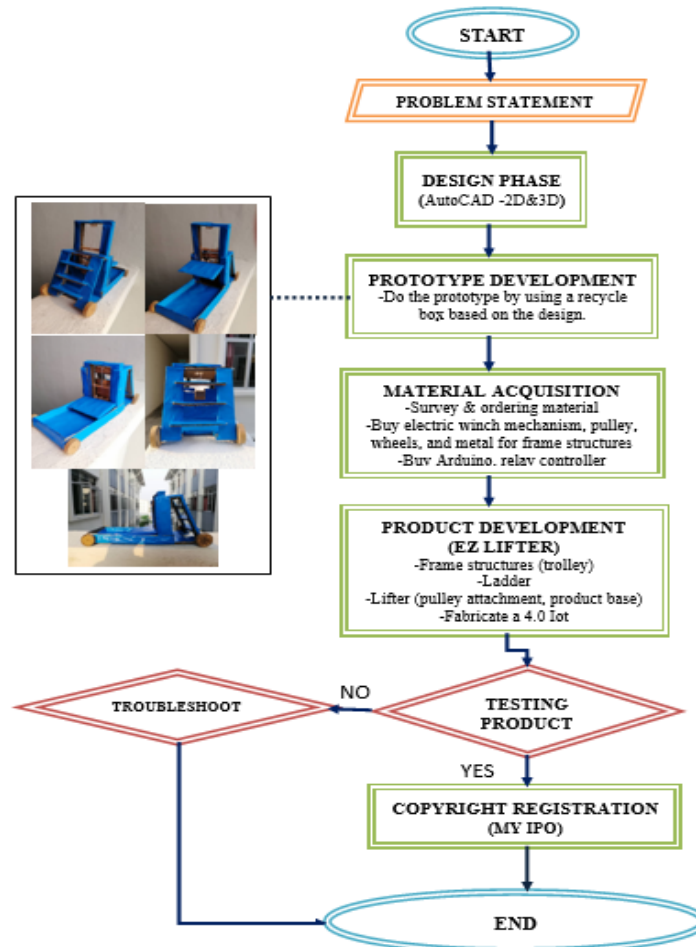 START
PROBLEM STATEMENT
DESIGN PHASE
(AutoCAD -2D&3D)
PROTOTYPE DEVELOPMENT
-Do the prototype by using a recycle
box based on the design.
MATERIAL ACQUISITION
-Survey & ordering material
-Buy electric winch mechanism, pulley,
wheels, and metal for frame structures
-Buy Arduino, relay controller
PRODUCT DEVELOPMENT
(EZ LIFTER)
-Frame structures (trolley)
-Ladder
-Lifter (pulley attachment, product base)
-Fabricate a 4.0 Iot
TROUBLESHOOT
NO
TESTING
PRODUCT
YES
COPYRIGHT REGISTRATION
(MY IPO)
END